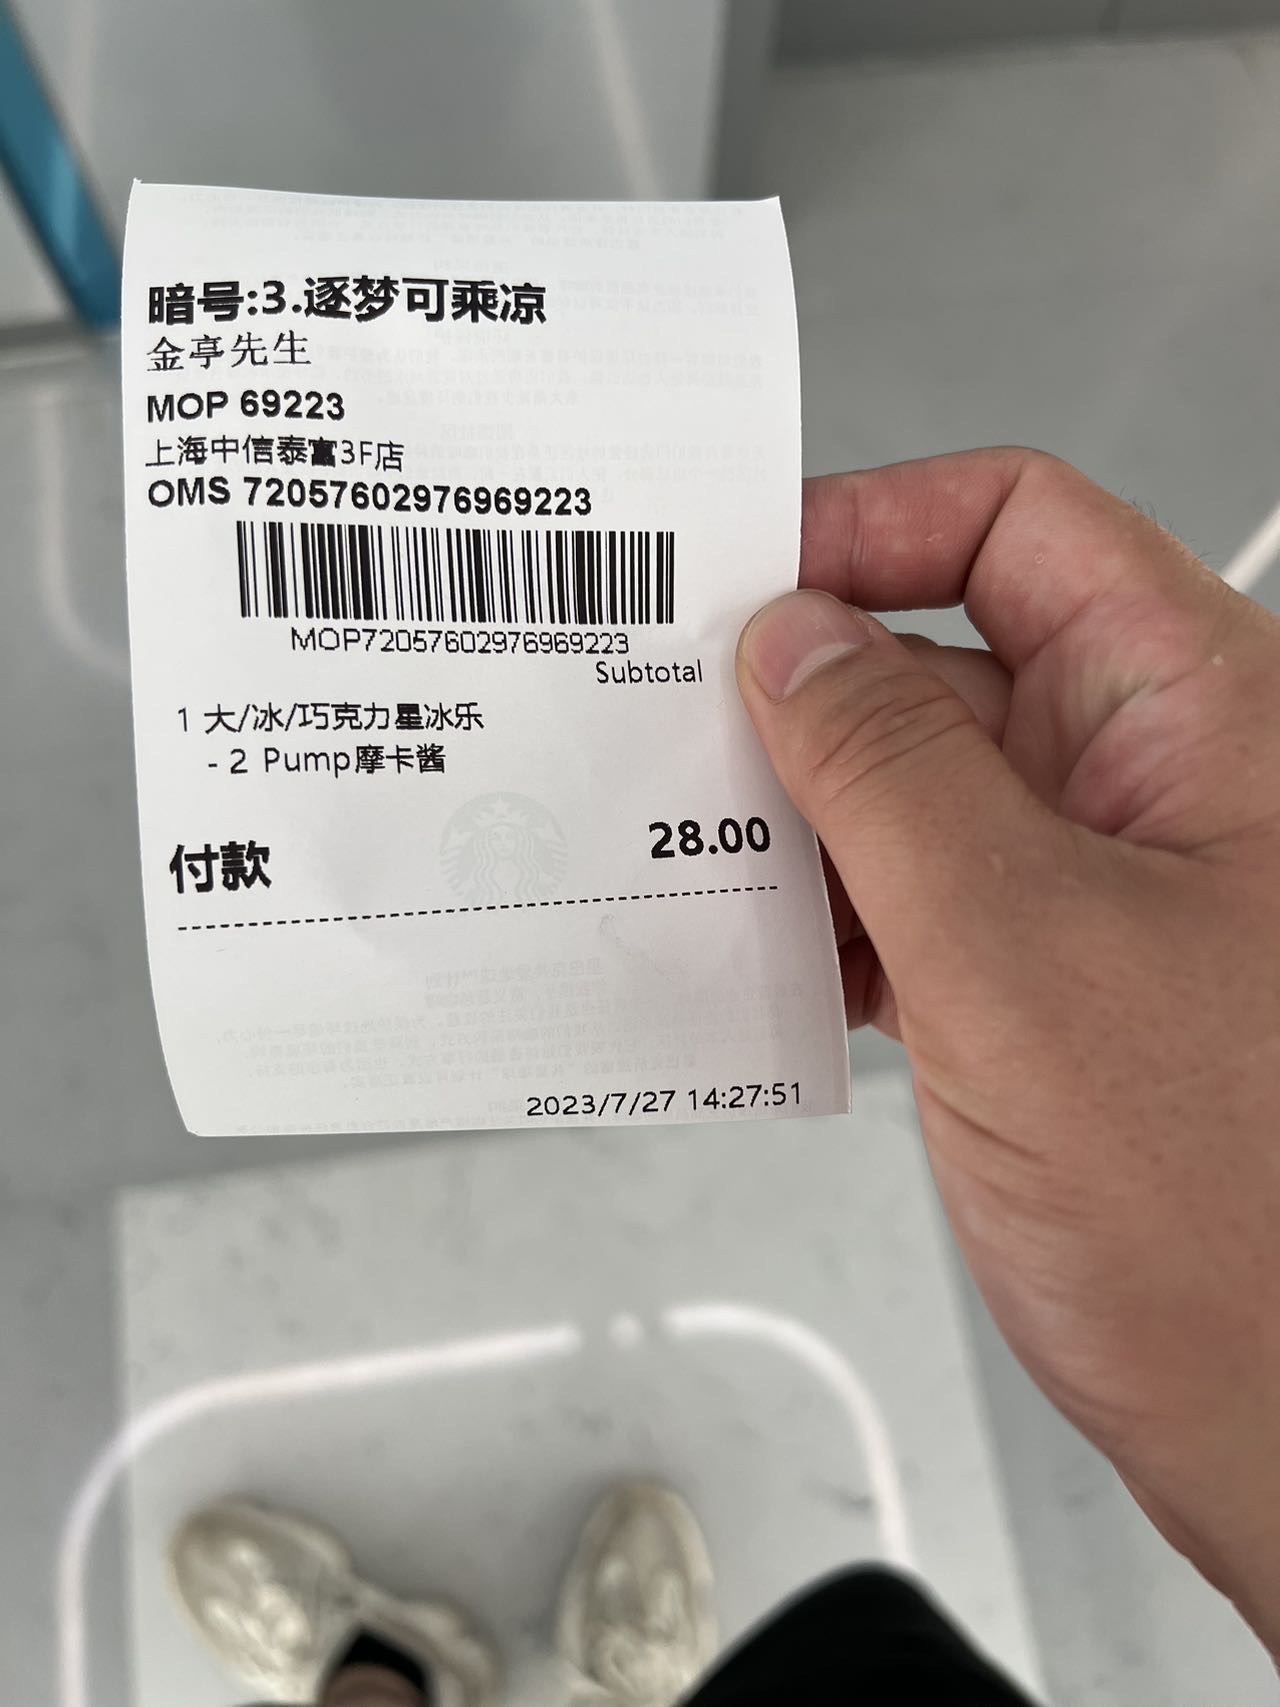 暗号:3.逐梦可乘凉
金亭先生
MOP 69223
上海中信泰富3F店
OMS 72057602976969223
MOP72057602976969223
Subtotal
1 大/冰/巧克力星冰乐
- 2 Pump摩卡酱
付款 28.00
2023/7/27 14:27:51